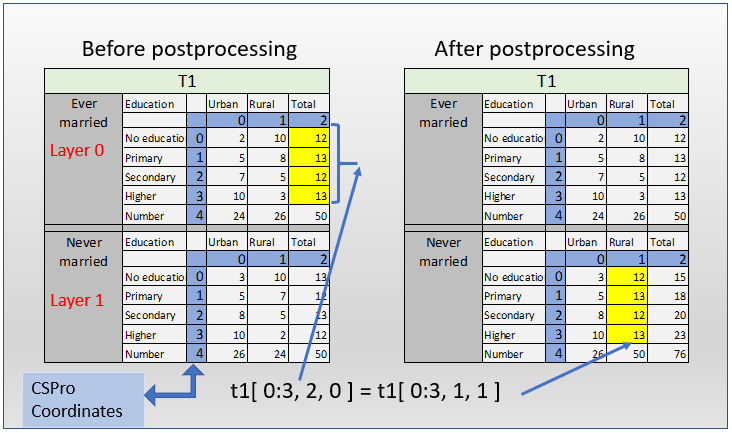 Before postprocessing
T1
Ever married Education Urban Rural Total
Layer 0 0 1 2
No educatio 0 2 10 12
Primary 1 5 8 13
Secondary 2 7 5 12
Higher 3 10 3 13
Number 4 24 26 50
Never married Education Urban Rural Total
Layer 1 0 1 2
No educatio 0 3 10 13
Primary 1 5 7 12
Secondary 2 8 5 13
Higher 3 10 2 12
Number 4 26 24 50
After postprocessing
T1
Ever married Education Urban Rural Total
0 1 2
No educatio 0 2 10 12
Primary 1 5 8 13
Secondary 2 7 5 12
Higher 3 10 3 13
Number 4 24 26 50
Never married Education Urban Rural Total
0 1 2
No educatio 0 3 12 15
Primary 1 5 13 18
Secondary 2 8 12 20
Higher 3 10 13 23
Number 4 26 50 76
CSPro
Coordinates
t1[ 0:3, 2, 0 ] = t1[ 0:3, 1, 1 ]